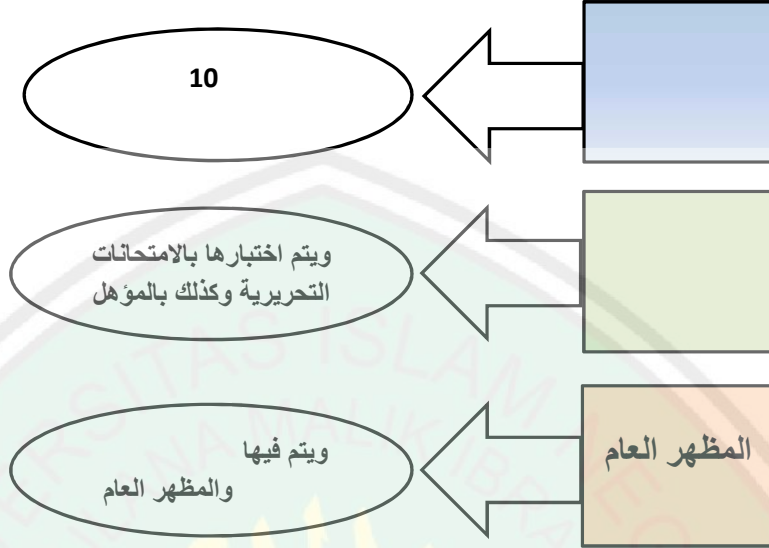 10
ويتم اختبارها بالامتحانات
التحريرية وكذلك بالمؤهل
المظهر العام
ويتم فيها
والمظهر العام